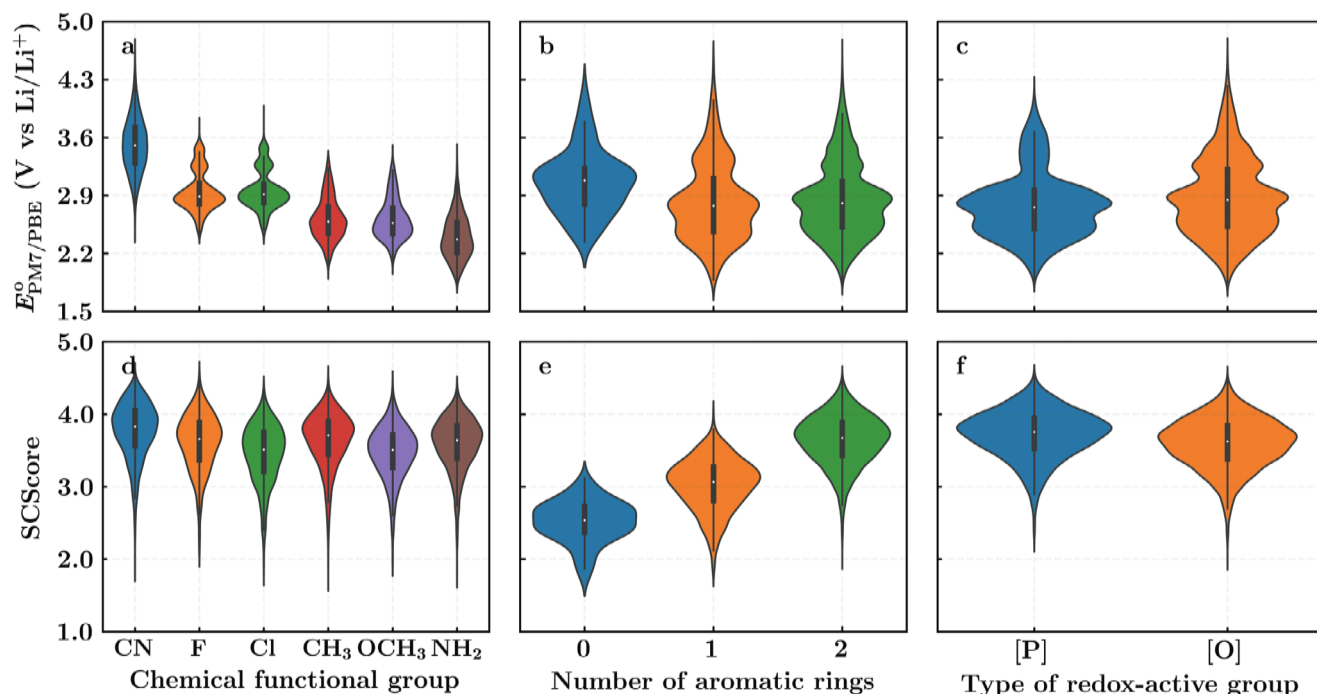 E°PM7/PBE (V vs Li/Li⁺)
5.0
4.3
3.6
2.9
2.2
1.5
a
b
c
SCScore
5.0
4.0
3.0
2.0
1.0
d
e
f
CN F Cl CH₃ OCH₃ NH₂
0 1 2
[P] [O]
Chemical functional group
Number of aromatic rings
Type of redox-active group